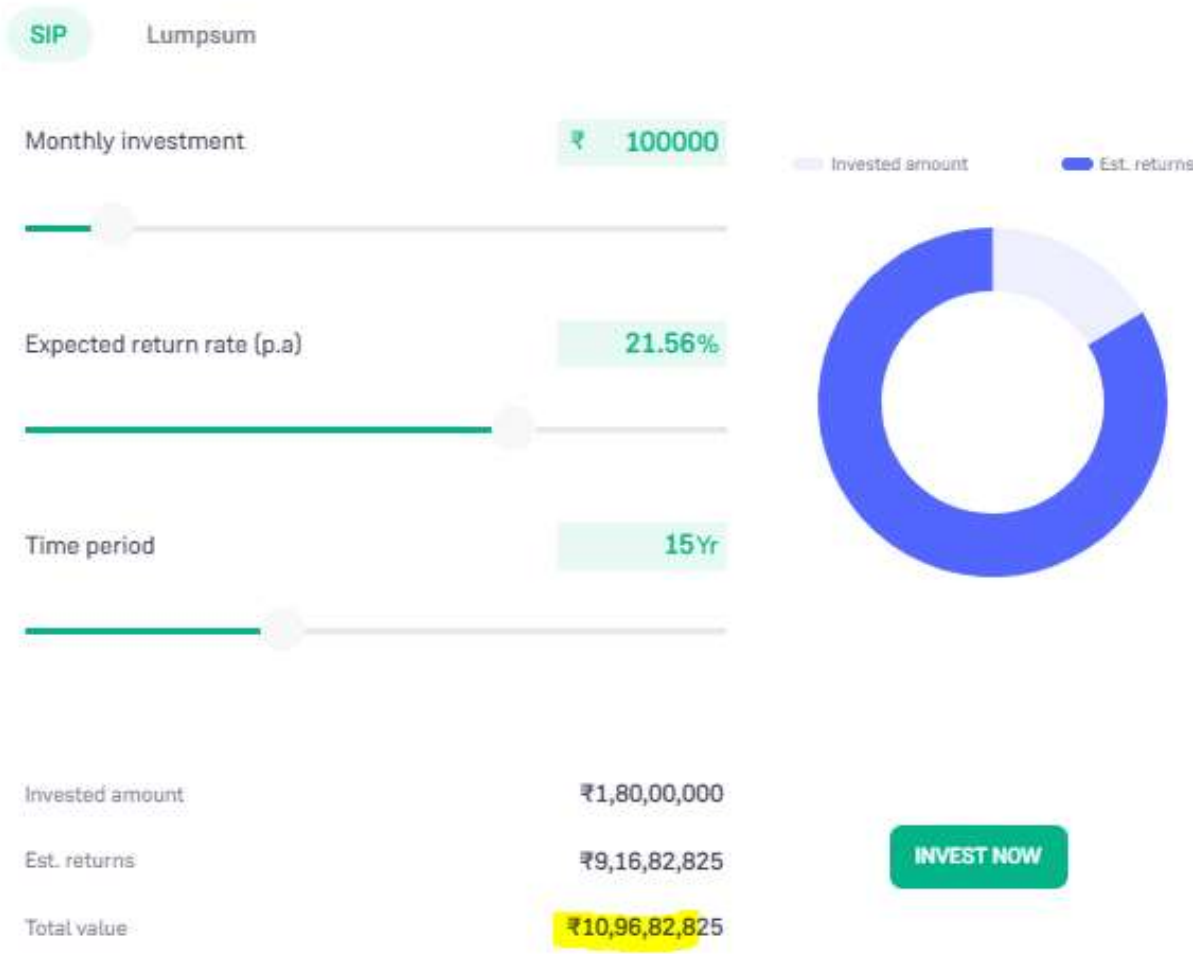 SIP Lumpsum
Monthly investment ₹ 100000
Invested amount Est. returns
Expected return rate (p.a) 21.56%
Time period 15Yr
Invested amount ₹1,80,00,000
Est. returns ₹9,16,82,825
INVEST NOW
Total value ₹10,96,82,825